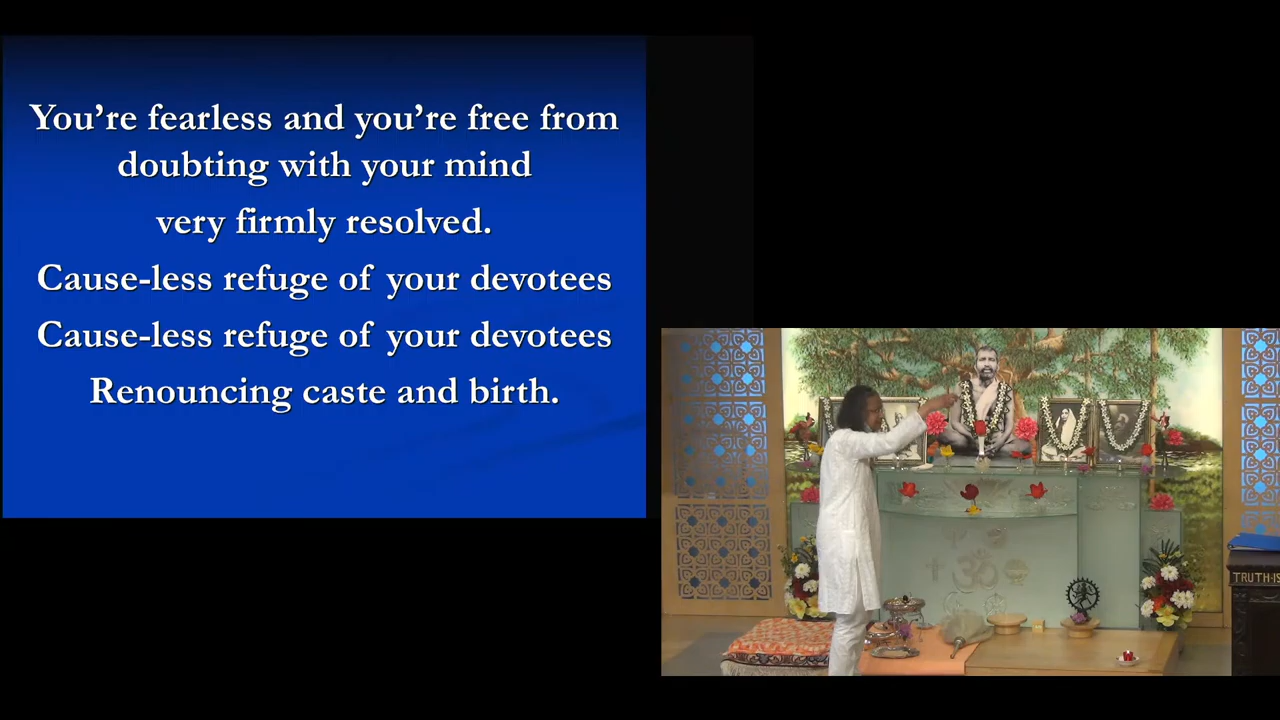 You’re fearless and you’re free from
doubting with your mind
very firmly resolved.
Cause-less refuge of your devotees
Cause-less refuge of your devotees
Renouncing caste and birth.
ॐ
TRUTH·IS